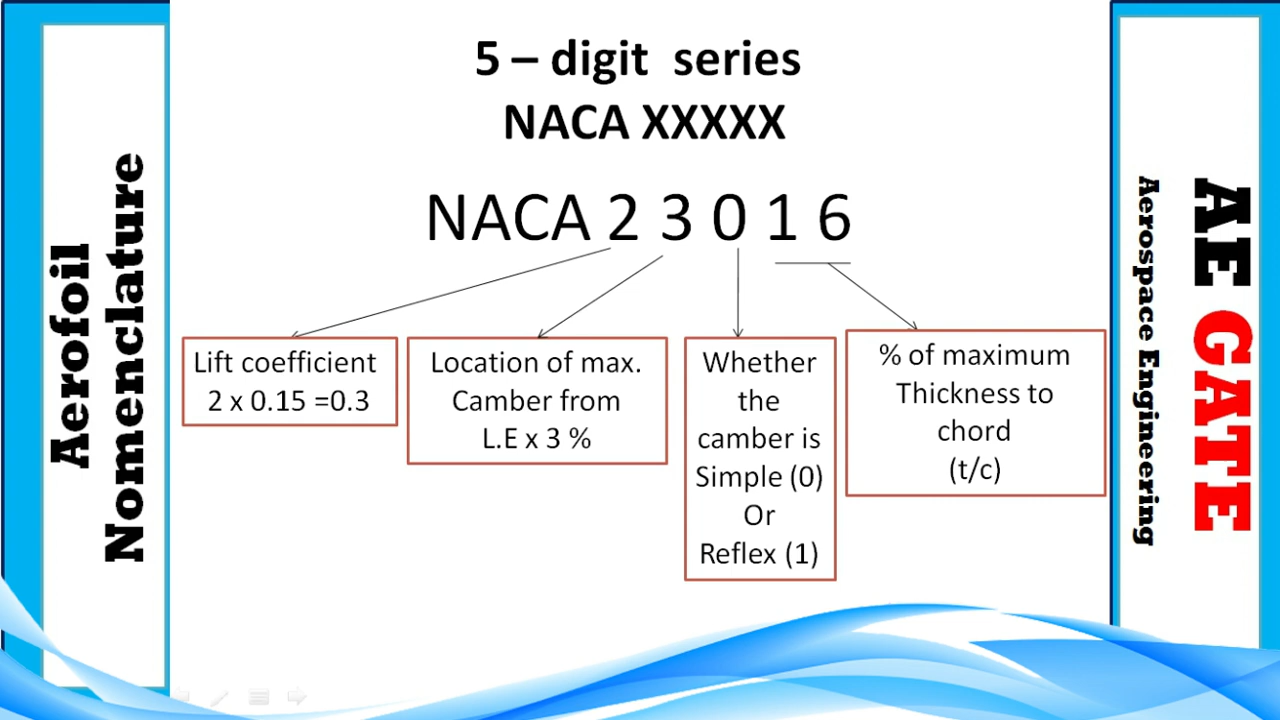 5 – digit series
NACA XXXXX
NACA 2 3 0 1 6
Lift coefficient
2 x 0.15 =0.3
Location of max.
Camber from
L.E x 3 %
Whether
the
camber is
Simple (0)
Or
Reflex (1)
% of maximum
Thickness to
chord
(t/c)
Aerofoil
Nomenclature
AE GATE
Aerospace Engineering